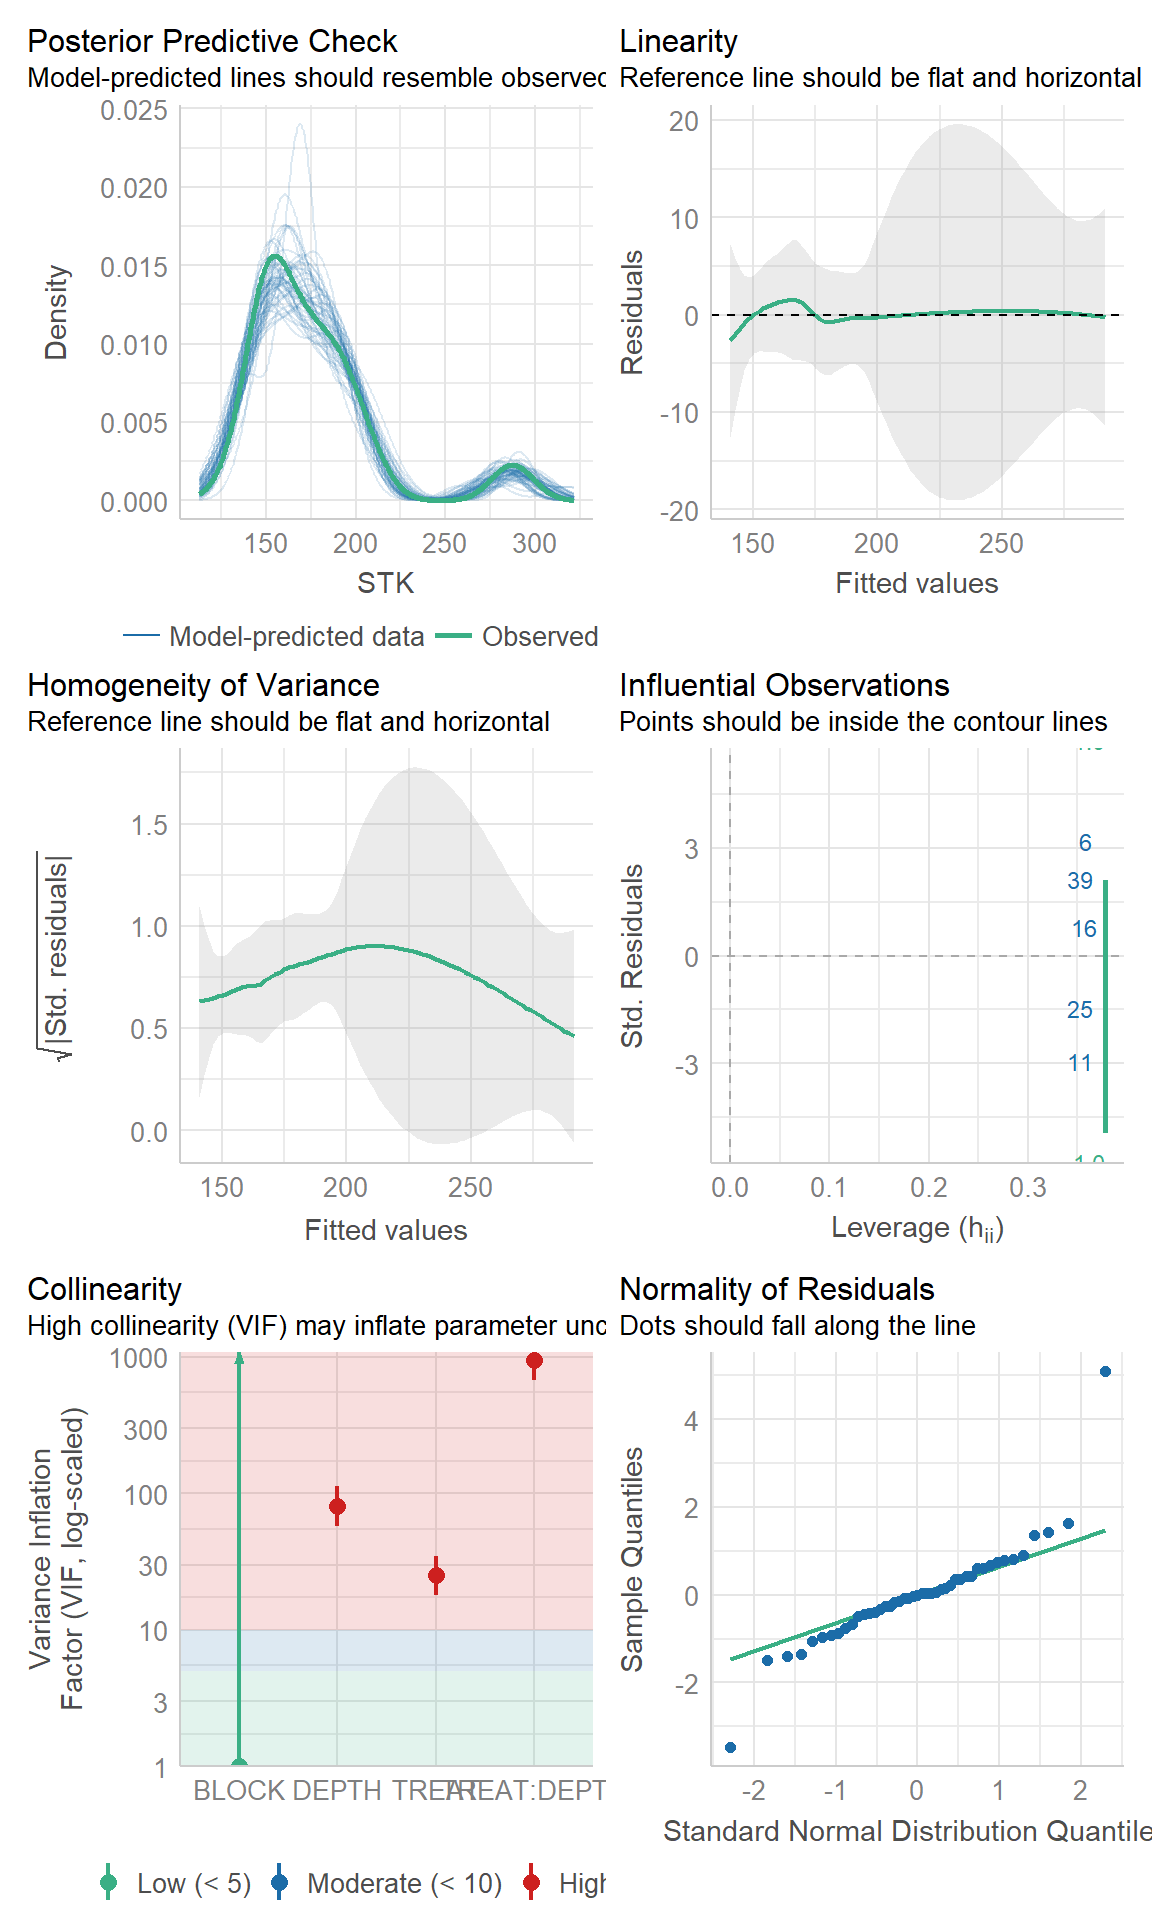 Posterior Predictive Check
Model-predicted lines should resemble observed
0.025
0.020
0.015
0.010
0.005
0.000
Density
150 200 250 300
STK
Model-predicted data Observed
Linearity
Reference line should be flat and horizontal
20
10
0
-10
-20
Residuals
150 200 250
Fitted values
Homogeneity of Variance
Reference line should be flat and horizontal
1.5
1.0
0.5
0.0
√|Std. residuals|
150 200 250
Fitted values
Influential Observations
Points should be inside the contour lines
3
0
-3
Std. Residuals
6
39
16
25
11
0.0 0.1 0.2 0.3
Leverage (hii)
Collinearity
High collinearity (VIF) may inflate parameter unc
1000
300
100
30
10
3
1
Variance Inflation
Factor (VIF, log-scaled)
BLOCK DEPTH TREAT TREAT:DEPT
Low (< 5) Moderate (< 10) High
Normality of Residuals
Dots should fall along the line
4
2
0
-2
Sample Quantiles
-2 -1 0 1 2
Standard Normal Distribution Quantile